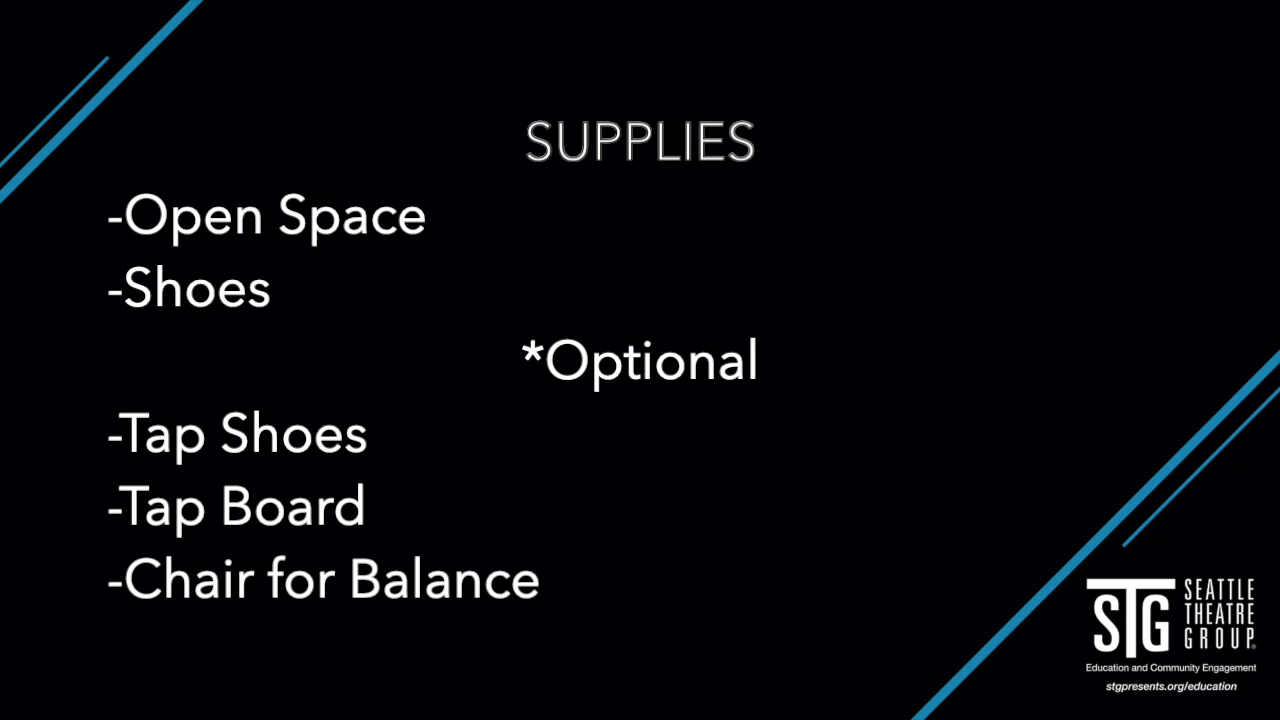 SUPPLIES
-Open Space
-Shoes
*Optional
-Tap Shoes
-Tap Board
-Chair for Balance
STG
SEATTLE
THEATRE
GROUP®
Education and Community Engagement
stgpresents.org/education